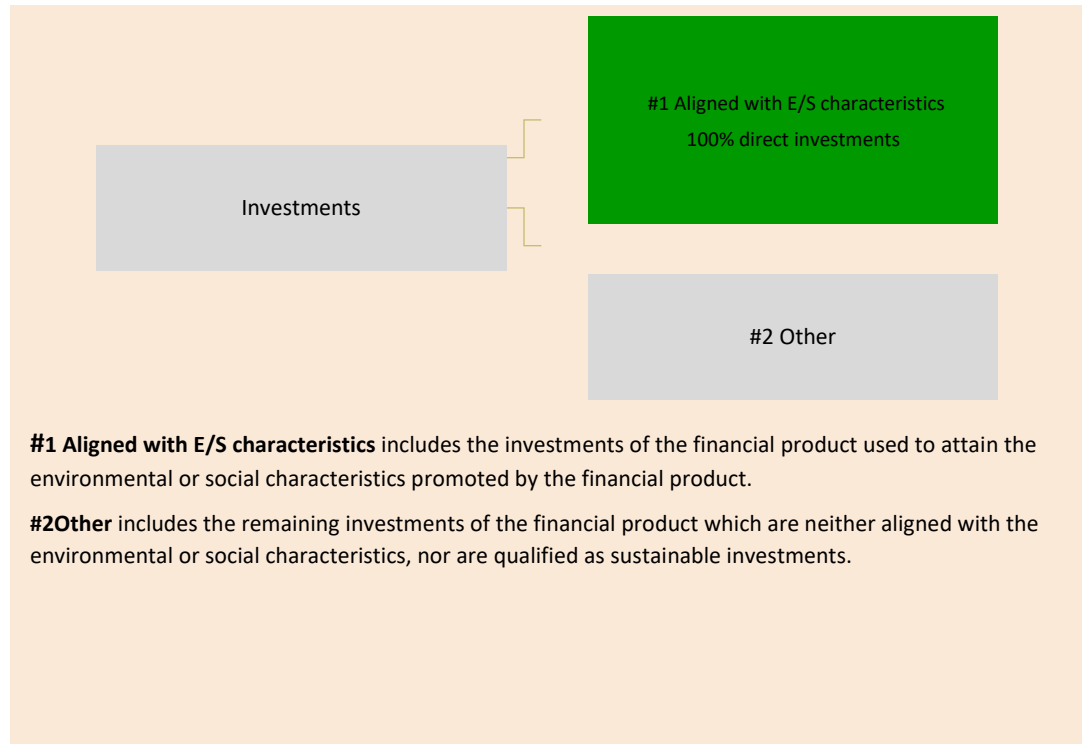 #1 Aligned with E/S characteristics
100% direct investments
Investments
#2 Other
#1 Aligned with E/S characteristics includes the investments of the financial product used to attain the
environmental or social characteristics promoted by the financial product.
#2Other includes the remaining investments of the financial product which are neither aligned with the
environmental or social characteristics, nor are qualified as sustainable investments.